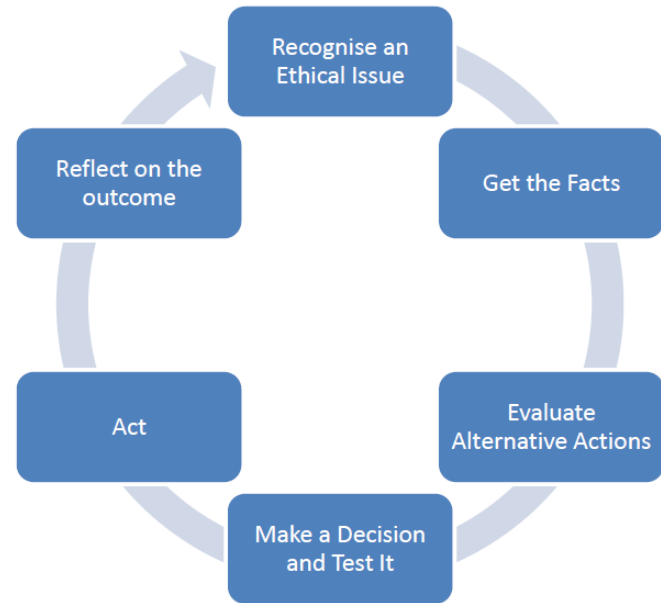 Recognise an
Ethical Issue
Get the Facts
Evaluate
Alternative Actions
Make a Decision
and Test It
Act
Reflect on the
outcome